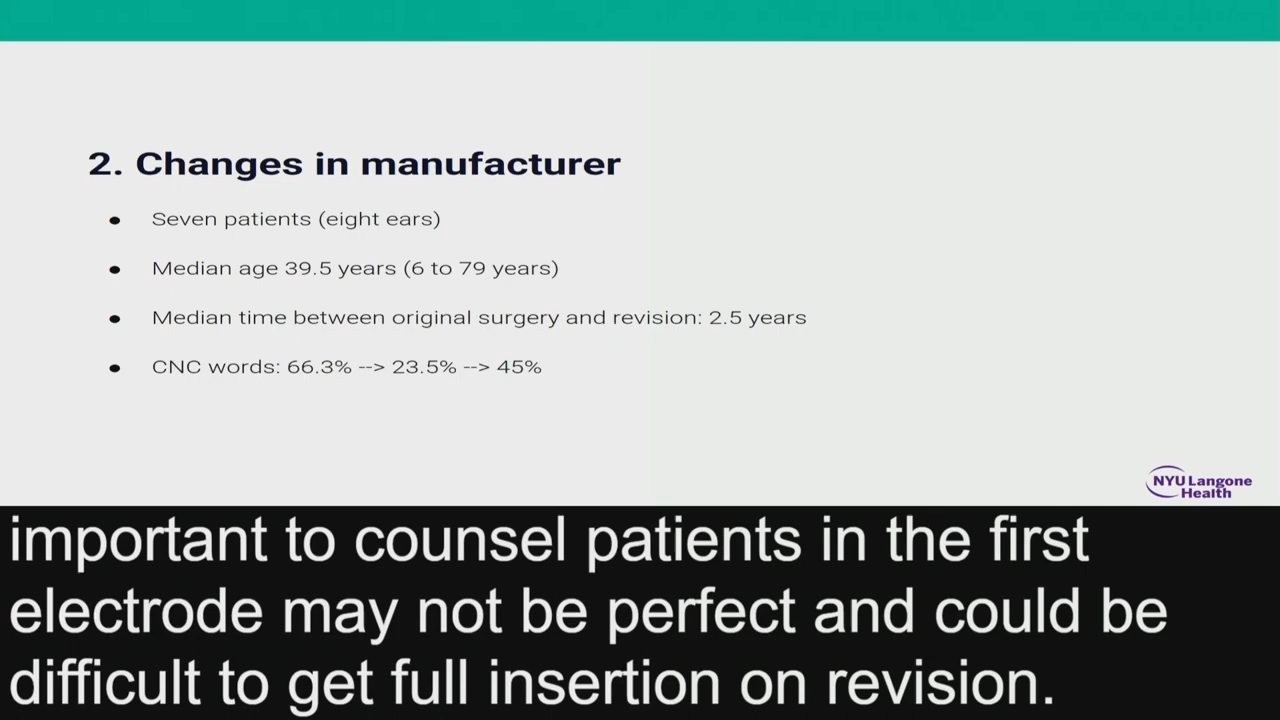 2. Changes in manufacturer
● Seven patients (eight ears)
● Median age 39.5 years (6 to 79 years)
● Median time between original surgery and revision: 2.5 years
● CNC words: 66.3% --> 23.5% --> 45%
NYU Langone
Health
important to counsel patients in the first
electrode may not be perfect and could be
difficult to get full insertion on revision.